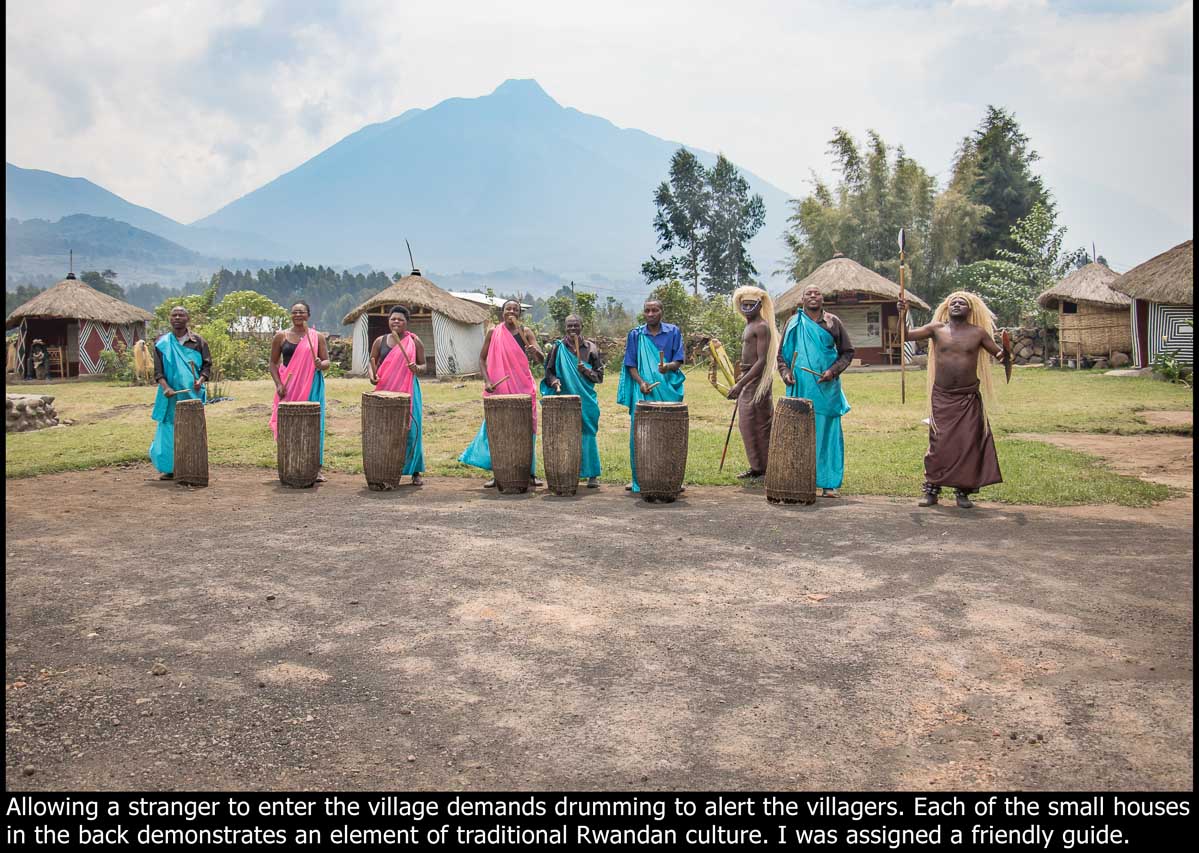 Allowing a stranger to enter the village demands drumming to alert the villagers. Each of the small houses
in the back demonstrates an element of traditional Rwandan culture. I was assigned a friendly guide.